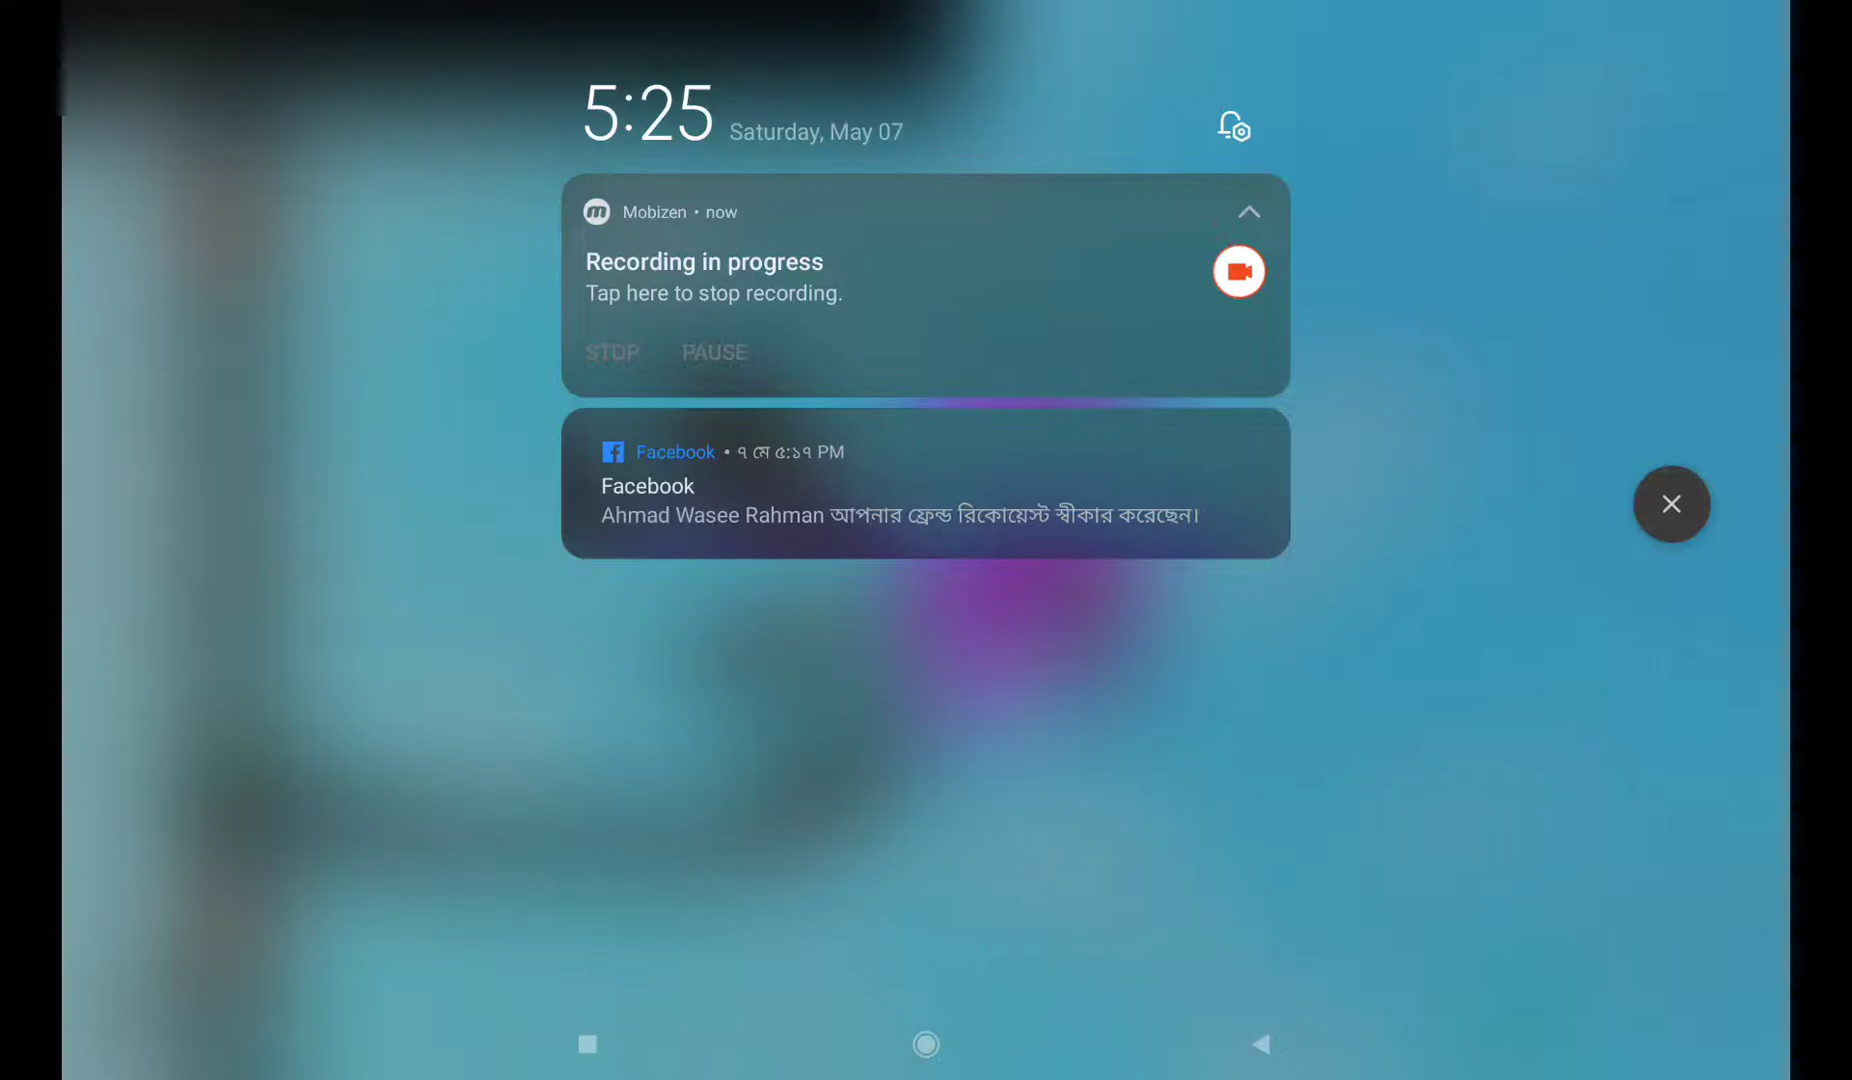 5:25 Saturday, May 07
Mobizen • now
Recording in progress
Tap here to stop recording.
STOP PAUSE
Facebook • ৭ মে ৫:১৭ PM
Facebook
Ahmad Wasee Rahman আপনার ফ্রেন্ড রিকোয়েস্ট স্বীকার করেছেন।